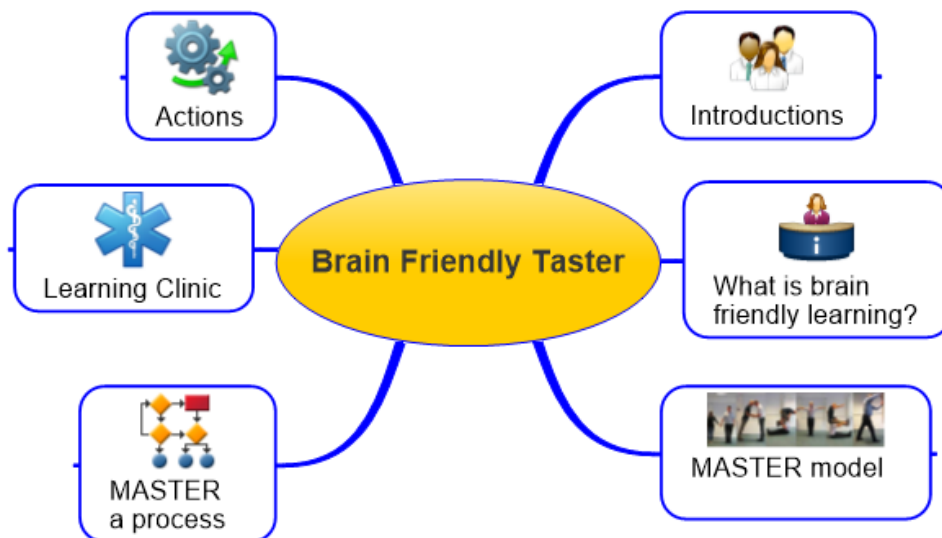 Brain Friendly Taster
Introductions
What is brain
friendly learning?
i
MASTER model
MASTER
a process
Learning Clinic
Actions